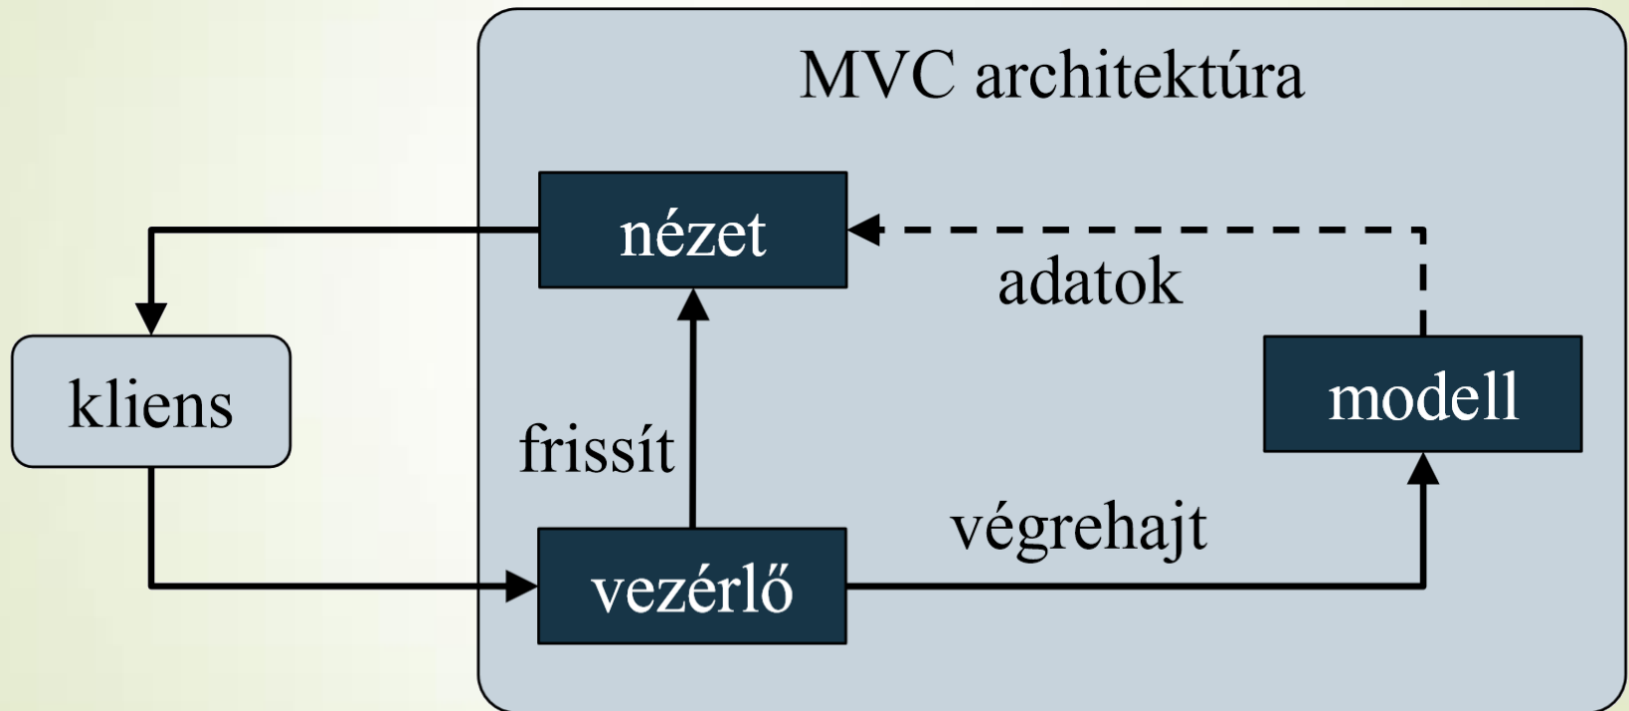 MVC architektúra
nézet
adatok
kliens
modell
frissít
végrehajt
vezérlő